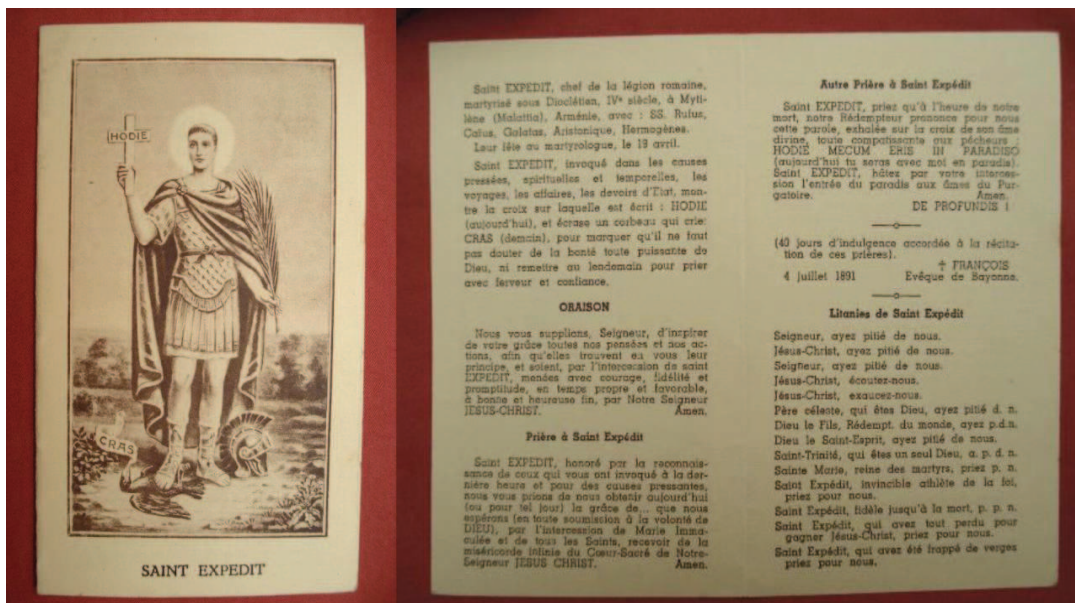 HODIE
CRAS
SAINT EXPEDIT
Saint EXPEDIT, chef de la légion romaine,
martyrisé sous Dioclétien, IVe siècle, à Myti-
lène (Malattia), Arménie, avec : SS. Rufus,
Caïus, Galatas, Aristonique, Hermogènes.
Leur fête au martyrologe, le 19 avril.
Saint EXPEDIT, invoqué dans les causes
pressées, spirituelles et temporelles, les
voyages, les affaires, les devoirs d'Etat, mon-
tre la croix sur laquelle est écrit : HODIE
(aujourd'hui), et écrase un corbeau qui crie:
CRAS (demain), pour marquer qu'il ne faut
pas douter de la bonté toute puissante de
Dieu, ni remettre au lendemain pour prier
avec ferveur et confiance.
ORAISON
Nous vous supplions, Seigneur, d'inspirer
de votre grâce toutes nos pensées et nos ac-
tions, afin qu'elles trouvent en vous leur
principe, et soient, par l'intercession de saint
EXPEDIT, menées avec courage, fidélité et
promptitude, en temps propre et favorable,
à bonne et heureuse fin, par Notre Seigneur
JESUS-CHRIST. Amen.
Prière à Saint Expédit
Saint EXPEDIT, honoré par la reconnais-
sance de ceux qui vous ont invoqué à la der-
nière heure et pour des causes pressantes,
nous vous prions de nous obtenir aujourd'hui
(ou pour tel jour) la grâce de... que nous
espérons (en toute soumission à la volonté de
DIEU), par l'intercession de Marie Imma-
culée et de tous les Saints, recevoir de la
miséricorde infinie du Cœur-Sacré de Notre-
Seigneur JESUS CHRIST. Amen.
Autre Prière à Saint Expédit
Saint EXPEDIT, priez qu'à l'heure de notre
mort, notre Rédempteur prononce pour nous
cette parole, exhalée sur la croix de son âme
divine, toute compatissante aux pécheurs :
HODIE MECUM ERIS IN PARADISO
(aujourd'hui tu seras avec moi en paradis).
Saint EXPEDIT, hâtez par votre interces-
sion l'entrée du paradis aux âmes du Pur-
gatoire. Amen.
DE PROFUNDIS !
(40 jours d'indulgence accordée à la récita-
tion de ces prières).
† FRANÇOIS
4 Juillet 1891 Evêque de Bayonne.
Litanies de Saint Expédit
Seigneur, ayez pitié de nous.
Jésus-Christ, ayez pitié de nous.
Seigneur, ayez pitié de nous.
Jésus-Christ, écoutez-nous.
Jésus-Christ, exaucez-nous.
Père céleste, qui êtes Dieu, ayez pitié d. n.
Dieu le Fils, Rédempt. du monde, ayez p.d.n.
Dieu le Saint-Esprit, ayez pitié de nous.
Saint-Trinité, qui êtes un seul Dieu, a. p. d. n.
Sainte Marie, reine des martyrs, priez p. n.
Saint Expédit, invincible athlète de la foi,
priez pour nous.
Saint Expédit, fidèle jusqu'à la mort, p. p. n.
Saint Expédit, qui avez tout perdu pour
gagner Jésus-Christ, priez pour nous.
Saint Expédit, qui avez été frappé de verges
priez pour nous.